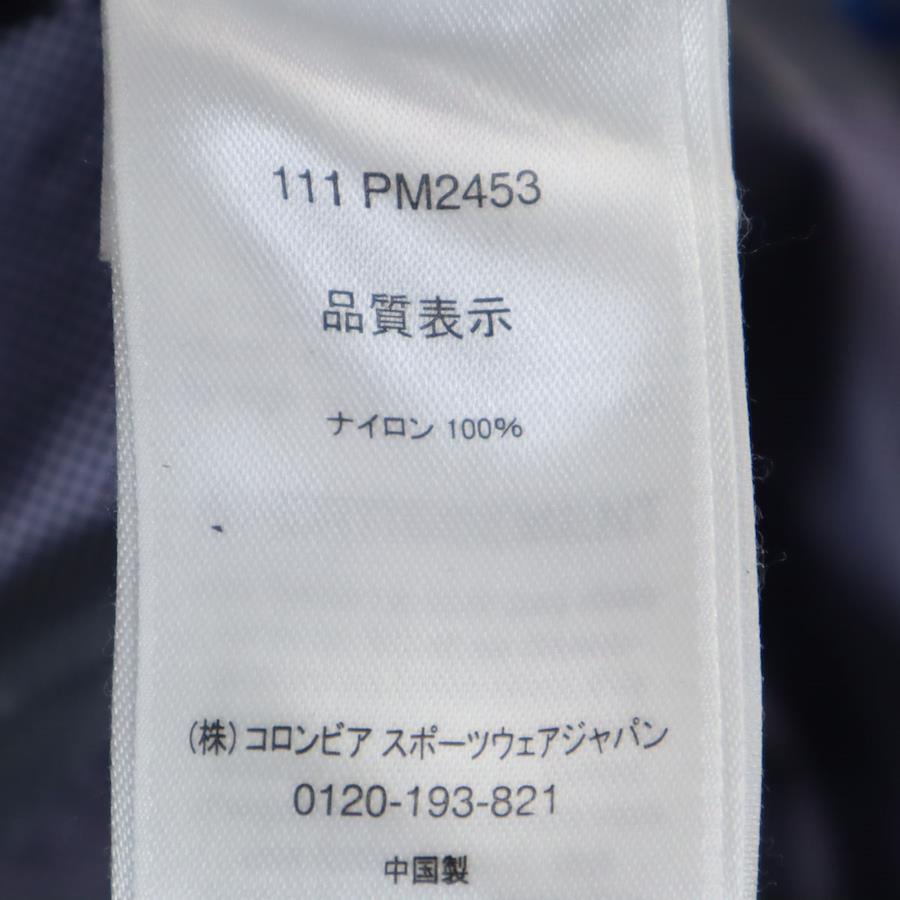 111 PM2453
品質表示
ナイロン 100%
(株)コロンビア スポーツウェアジャパン
0120-193-821
中国製